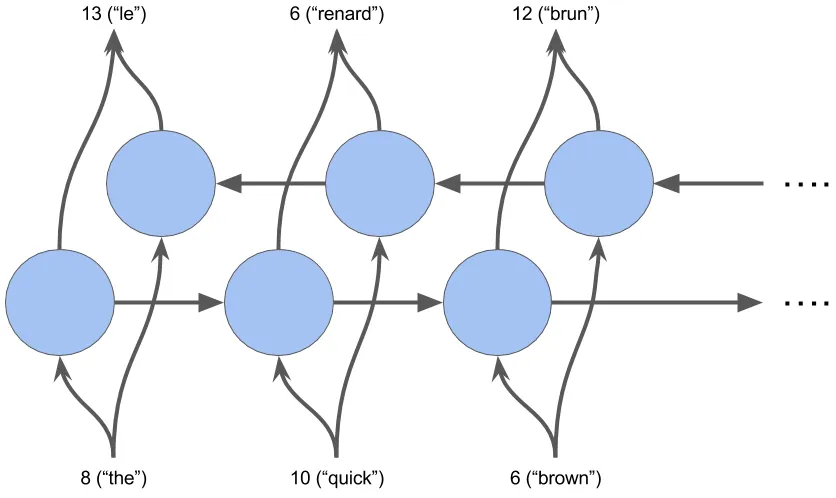 13 (“le”) 6 (“renard”) 12 (“brun”)
....
....
8 (“the”) 10 (“quick”) 6 (“brown”)